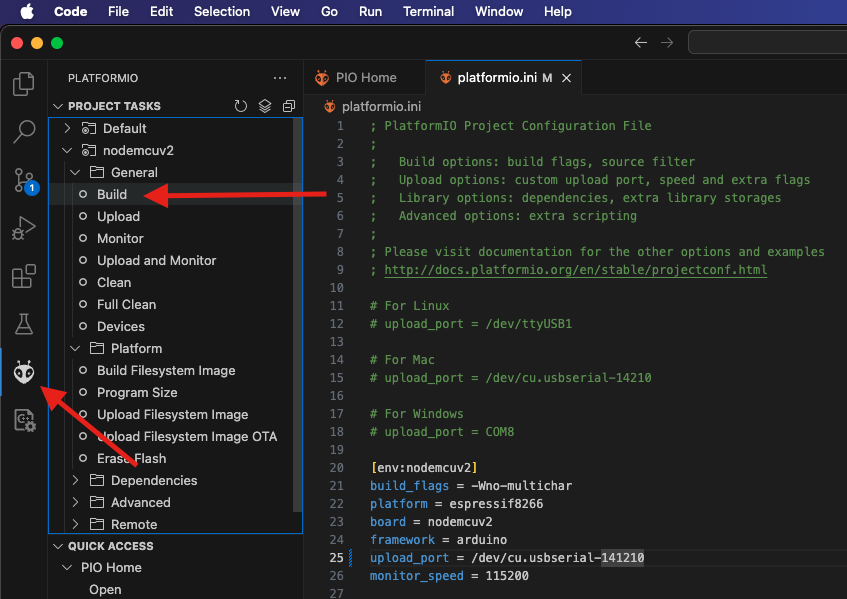 Code File Edit Selection View Go Run Terminal Window Help
PLATFORMIO ...
PROJECT TASKS
Default
nodemcuv2
General
Build
Upload
Monitor
Upload and Monitor
Clean
Full Clean
Devices
Platform
Build Filesystem Image
Program Size
Upload Filesystem Image
Upload Filesystem Image OTA
Erase Flash
Dependencies
Advanced
Remote
QUICK ACCESS
PIO Home
Open
1
PIO Home
platformio.ini M
platformio.ini
1 ; PlatformIO Project Configuration File
2 ;
3 ;   Build options: build flags, source filter
4 ;   Upload options: custom upload port, speed and extra flags
5 ;   Library options: dependencies, extra library storages
6 ;   Advanced options: extra scripting
7 ;
8 ; Please visit documentation for the other options and examples
9 ; http://docs.platformio.org/en/stable/projectconf.html
10
11 # For Linux
12 # upload_port = /dev/ttyUSB1
13
14 # For Mac
15 # upload_port = /dev/cu.usbserial-14210
16
17 # For Windows
18 # upload_port = COM8
19
20 [env:nodemcuv2]
21 build_flags = -Wno-multichar
22 platform = espressif8266
23 board = nodemcuv2
24 framework = arduino
25 upload_port = /dev/cu.usbserial-141210
26 monitor_speed = 115200
27